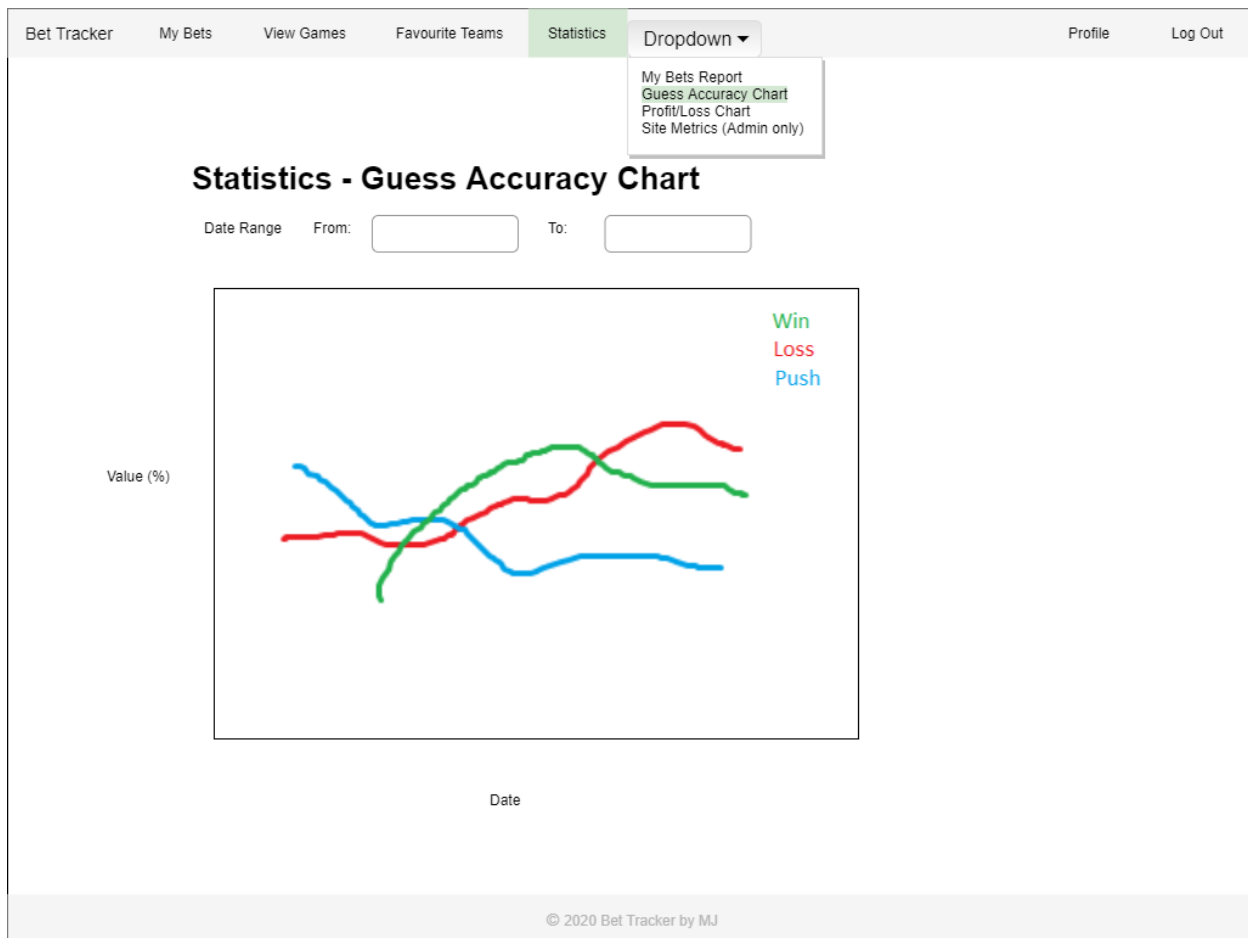 Bet Tracker My Bets View Games Favourite Teams Statistics Dropdown Profile Log Out
My Bets Report
Guess Accuracy Chart
Profit/Loss Chart
Site Metrics (Admin only)
Statistics - Guess Accuracy Chart
Date Range From: To:
Win
Loss
Push
Value (%)
Date
© 2020 Bet Tracker by MJ